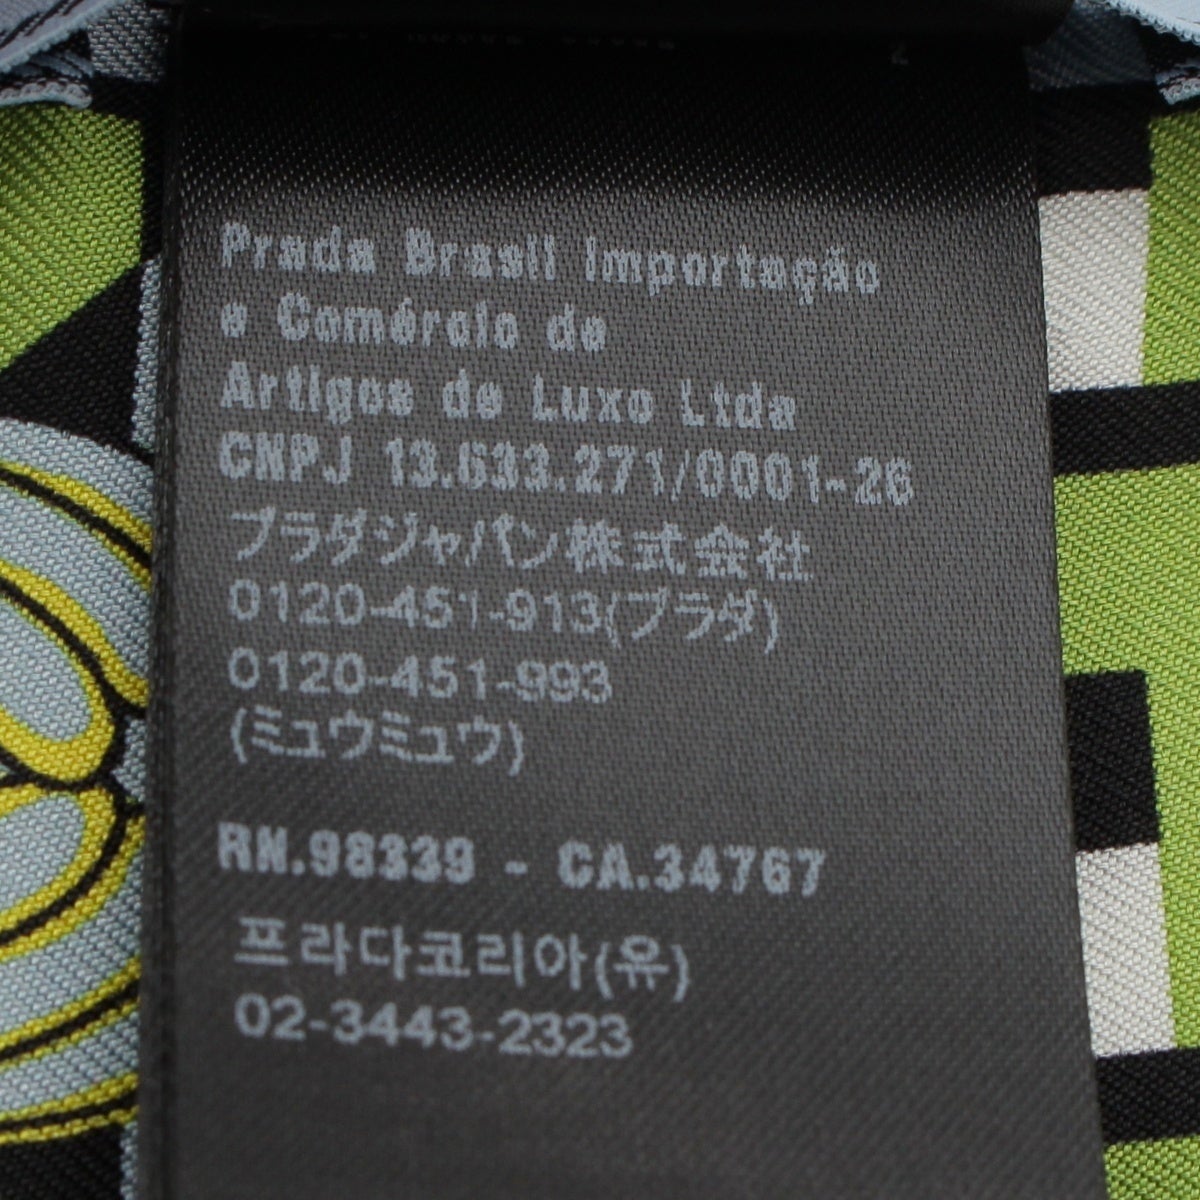 Prada Brasil Importação
e Comércio de
Artigos de Luxo Ltda
CNPJ 13.633.271/0001-26
プラダジャパン株式会社
0120-451-913(プラダ)
0120-451-993
(ミュウミュウ)
RN.98339 - CA.34767
프라다코리아(유)
02-3443-2323